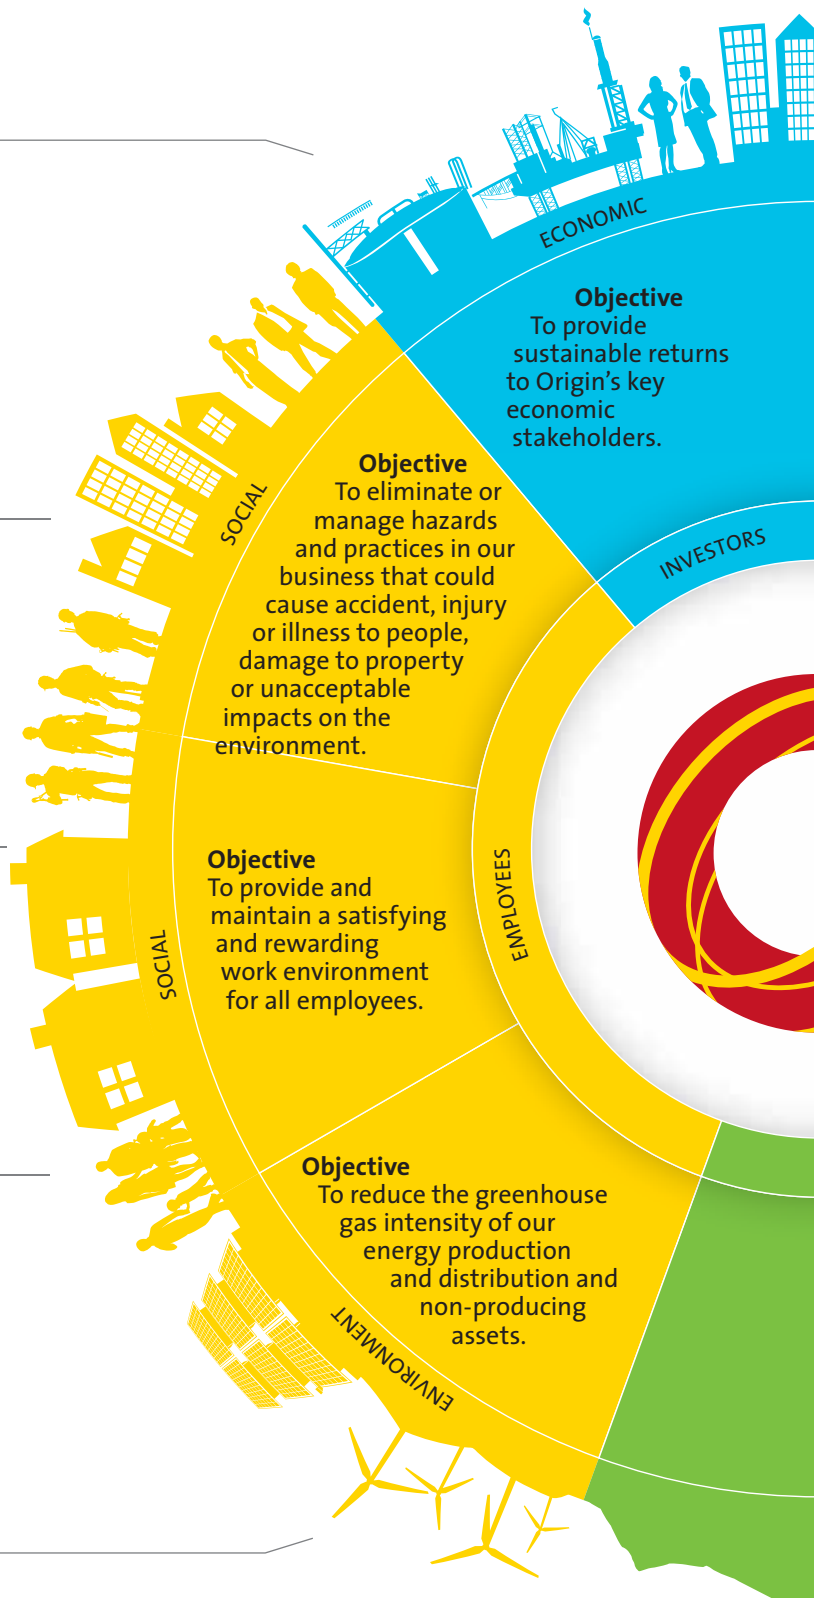 ECONOMIC
Objective
To provide
sustainable returns
to Origin’s key
economic
stakeholders.
INVESTORS
SOCIAL
Objective
To eliminate or
manage hazards
and practices in our
business that could
cause accident, injury
or illness to people,
damage to property
or unacceptable
impacts on the
environment.
EMPLOYEES
SOCIAL
Objective
To provide and
maintain a satisfying
and rewarding
work environment
for all employees.
Objective
To reduce the greenhouse
gas intensity of our
energy production
and distribution and
non-producing
assets.
ENVIRONMENT